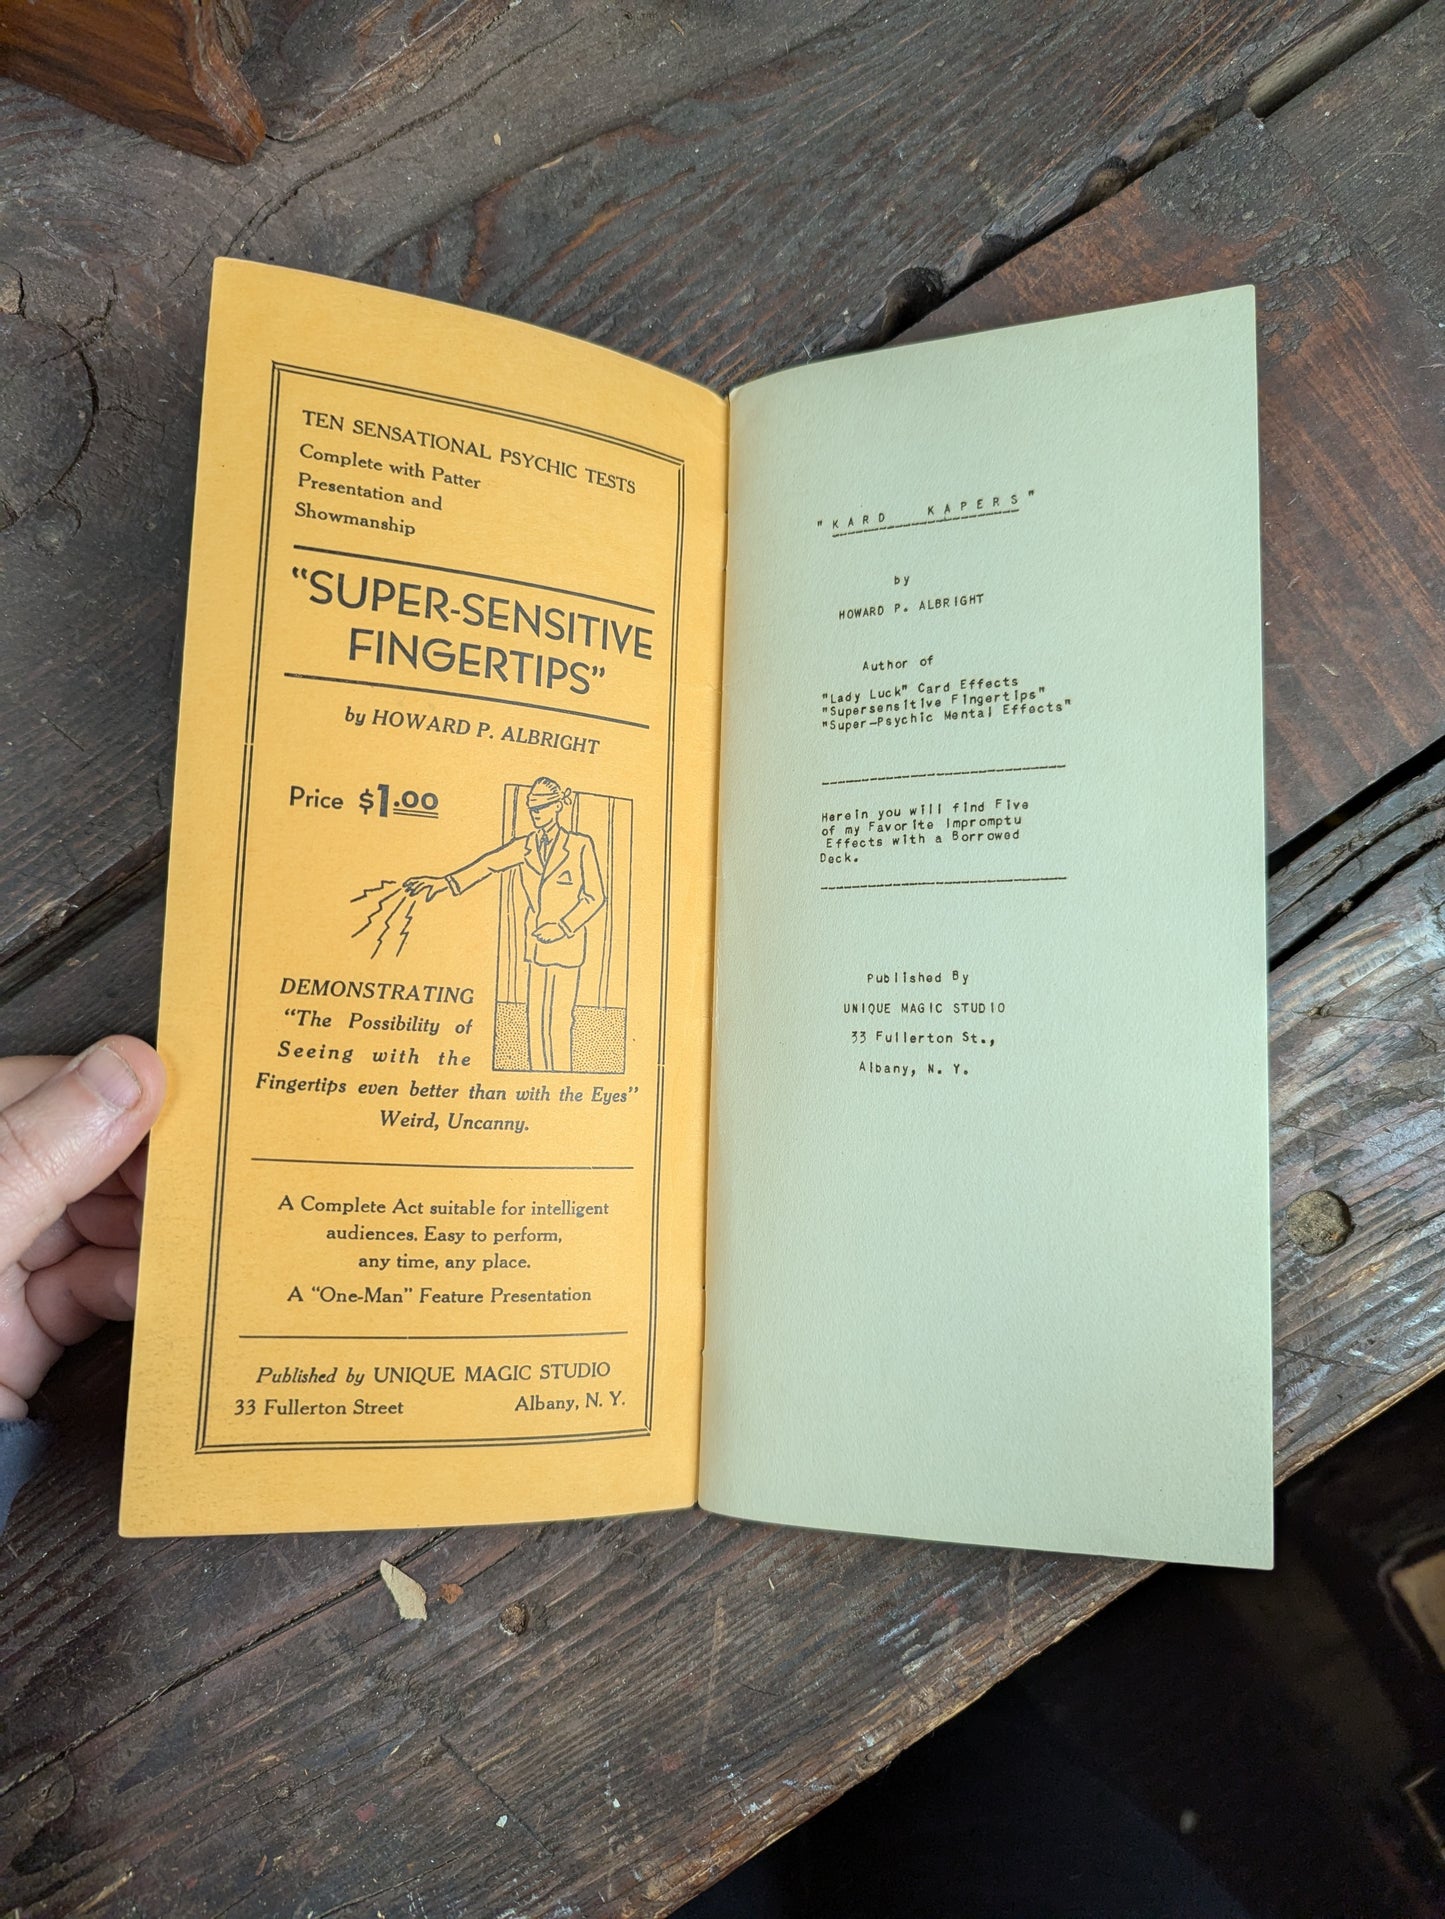 TEN SENSATIONAL PSYCHIC TESTS
Complete with Patter
Presentation and
Showmanship
"SUPER-SENSITIVE
FINGERTIPS"
by HOWARD P. ALBRIGHT
Price $1.00
DEMONSTRATING
"The Possibility of
Seeing with the
Fingertips even better than with the Eyes"
Weird, Uncanny.
A Complete Act suitable for intelligent
audiences. Easy to perform,
any time, any place.
A "One-Man" Feature Presentation
Published by UNIQUE MAGIC STUDIO
33 Fullerton Street Albany, N. Y.
"KARD KAPERS"
by
HOWARD P. ALBRIGHT
Author of
"Lady Luck" Card Effects
"Supersensitive Fingertips"
"Super-Psychic Mental Effects"
Herein you will find Five
of my Favorite Impromptu
Effects with a Borrowed
Deck.
Published By
UNIQUE MAGIC STUDIO
33 Fullerton St.,
Albany, N. Y.